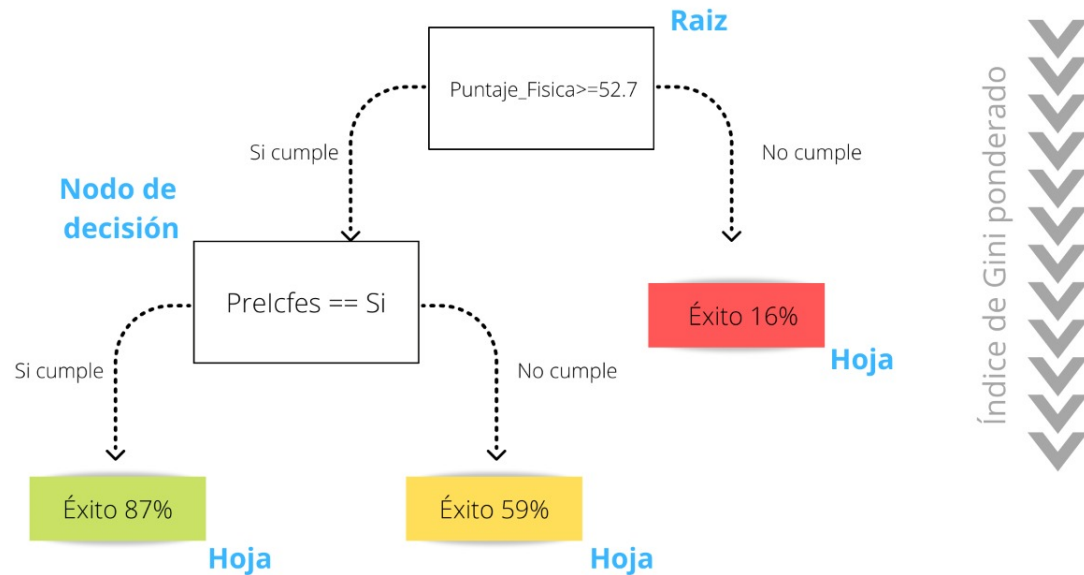 Raiz
Puntaje_Fisica>=52.7
Si cumple
No cumple
Nodo de
decisión
PreIcfes == Si
Éxito 16%
Hoja
Si cumple
No cumple
Éxito 87%
Hoja
Éxito 59%
Hoja
Índice de Gini ponderado